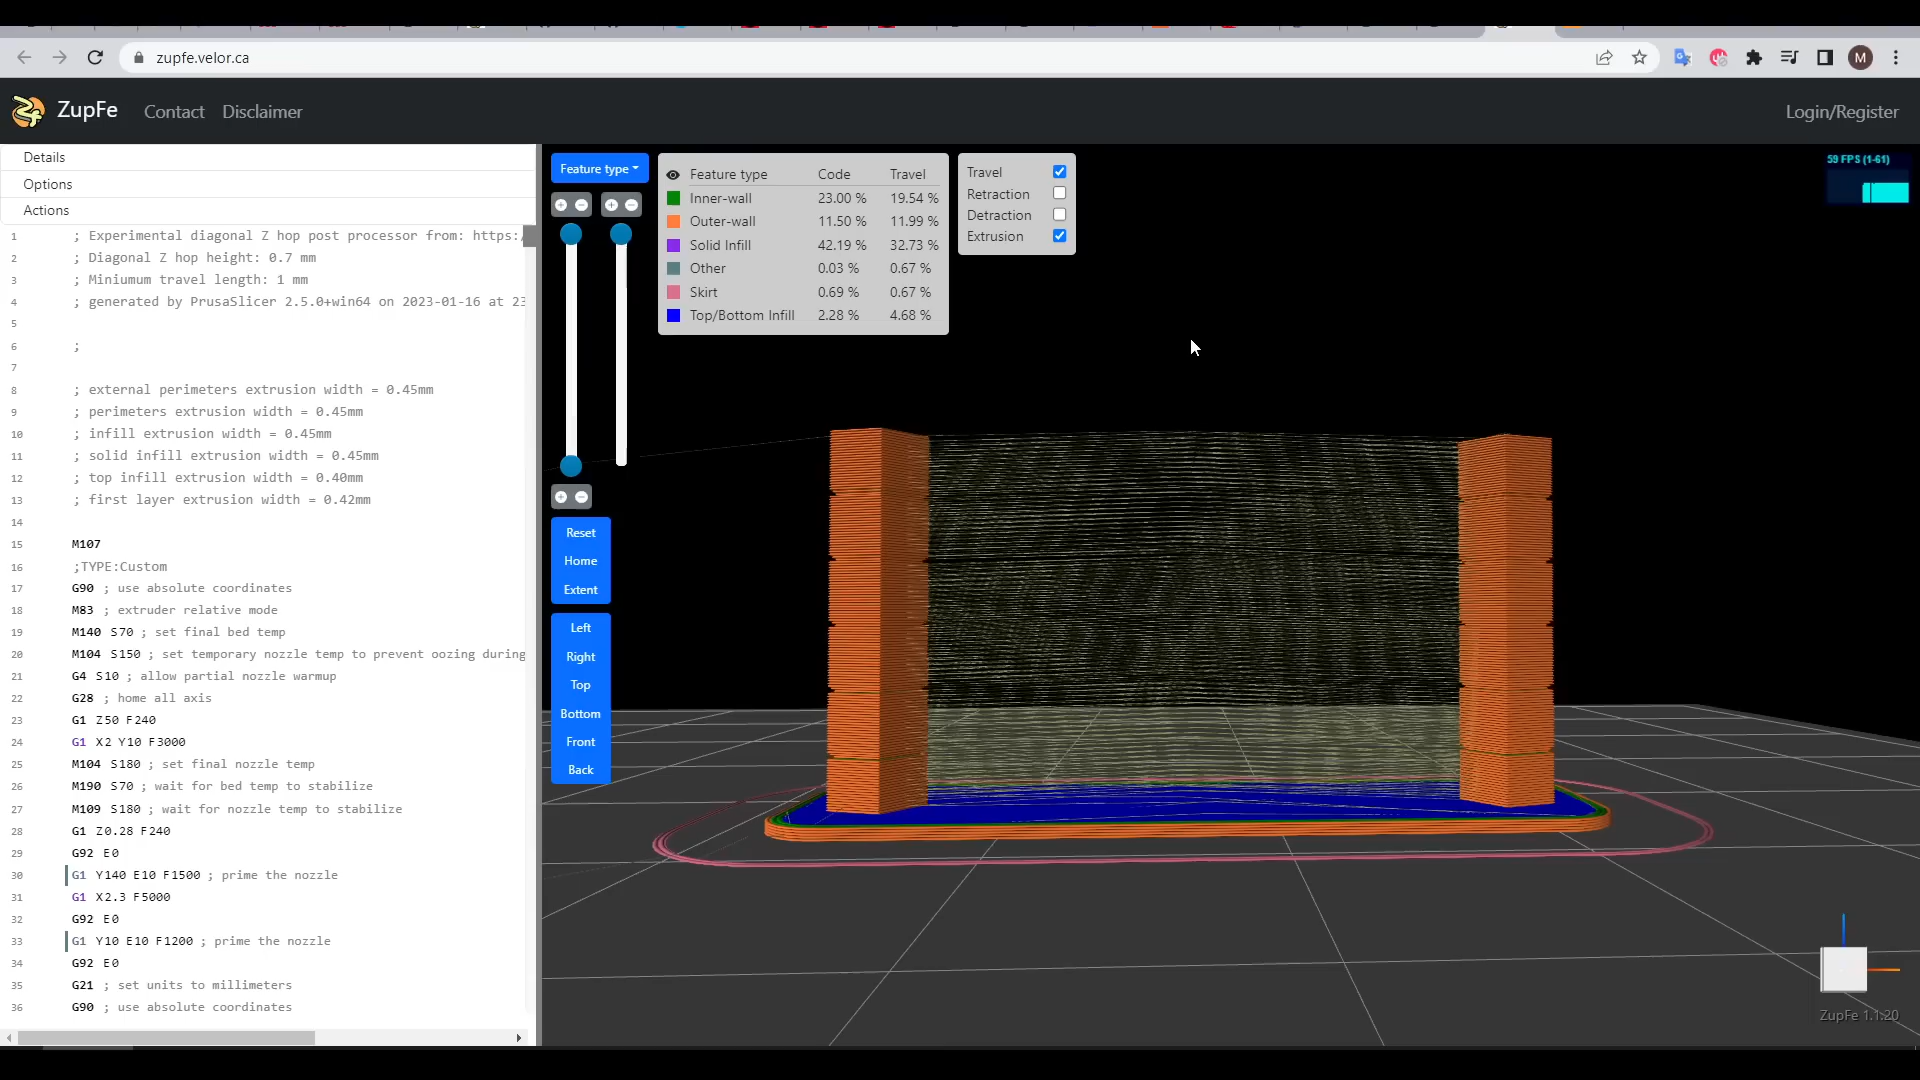 zupfe.velor.ca
M
ZupFe Contact Disclaimer Login/Register
Details
Options
Actions
1 ; Experimental diagonal Z hop post processor from: https:/
2 ; Diagonal Z hop height: 0.7 mm
3 ; Miniumum travel length: 1 mm
4 ; generated by PrusaSlicer 2.5.0+win64 on 2023-01-16 at 23
5
6 ;
7
8 ; external perimeters extrusion width = 0.45mm
9 ; perimeters extrusion width = 0.45mm
10 ; infill extrusion width = 0.45mm
11 ; solid infill extrusion width = 0.45mm
12 ; top infill extrusion width = 0.40mm
13 ; first layer extrusion width = 0.42mm
14
15 M107
16 ;TYPE:Custom
17 G90 ; use absolute coordinates
18 M83 ; extruder relative mode
19 M140 S70 ; set final bed temp
20 M104 S150 ; set temporary nozzle temp to prevent oozing during
21 G4 S10 ; allow partial nozzle warmup
22 G28 ; home all axis
23 G1 Z50 F240
24 G1 X2 Y10 F3000
25 M104 S180 ; set final nozzle temp
26 M190 S70 ; wait for bed temp to stabilize
27 M109 S180 ; wait for nozzle temp to stabilize
28 G1 Z0.28 F240
29 G92 E0
30 G1 Y140 E10 F1500 ; prime the nozzle
31 G1 X2.3 F5000
32 G92 E0
33 G1 Y10 E10 F1200 ; prime the nozzle
34 G92 E0
35 G21 ; set units to millimeters
36 G90 ; use absolute coordinates
Feature type
Feature type Code Travel
Inner-wall 23.00 % 19.54 %
Outer-wall 11.50 % 11.99 %
Solid Infill 42.19 % 32.73 %
Other 0.03 % 0.67 %
Skirt 0.69 % 0.67 %
Top/Bottom Infill 2.28 % 4.68 %
Travel
Retraction
Detraction
Extrusion
59 FPS (1-61)
Reset
Home
Extent
Left
Right
Top
Bottom
Front
Back
ZupFe 1.1.20